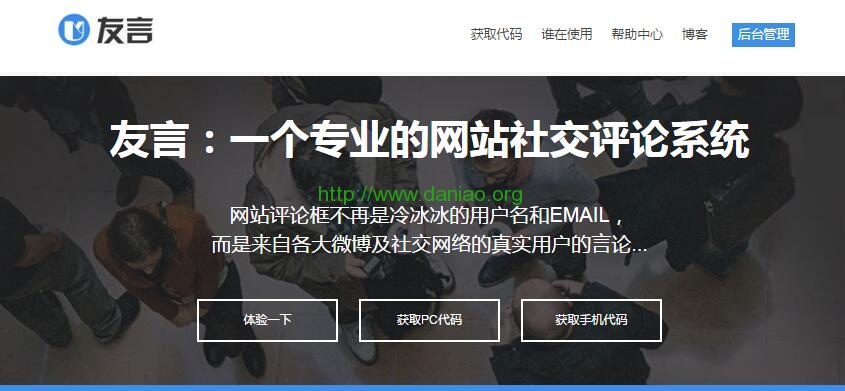 友言
获取代码 谁在使用 帮助中心 博客 后台管理
友言：一个专业的网站社交评论系统
http://www.daniao.org
网站评论框不再是冷冰冰的用户名和EMAIL，
而是来自各大微博及社交网络的真实用户的言论...
体验一下 获取PC代码 获取手机代码